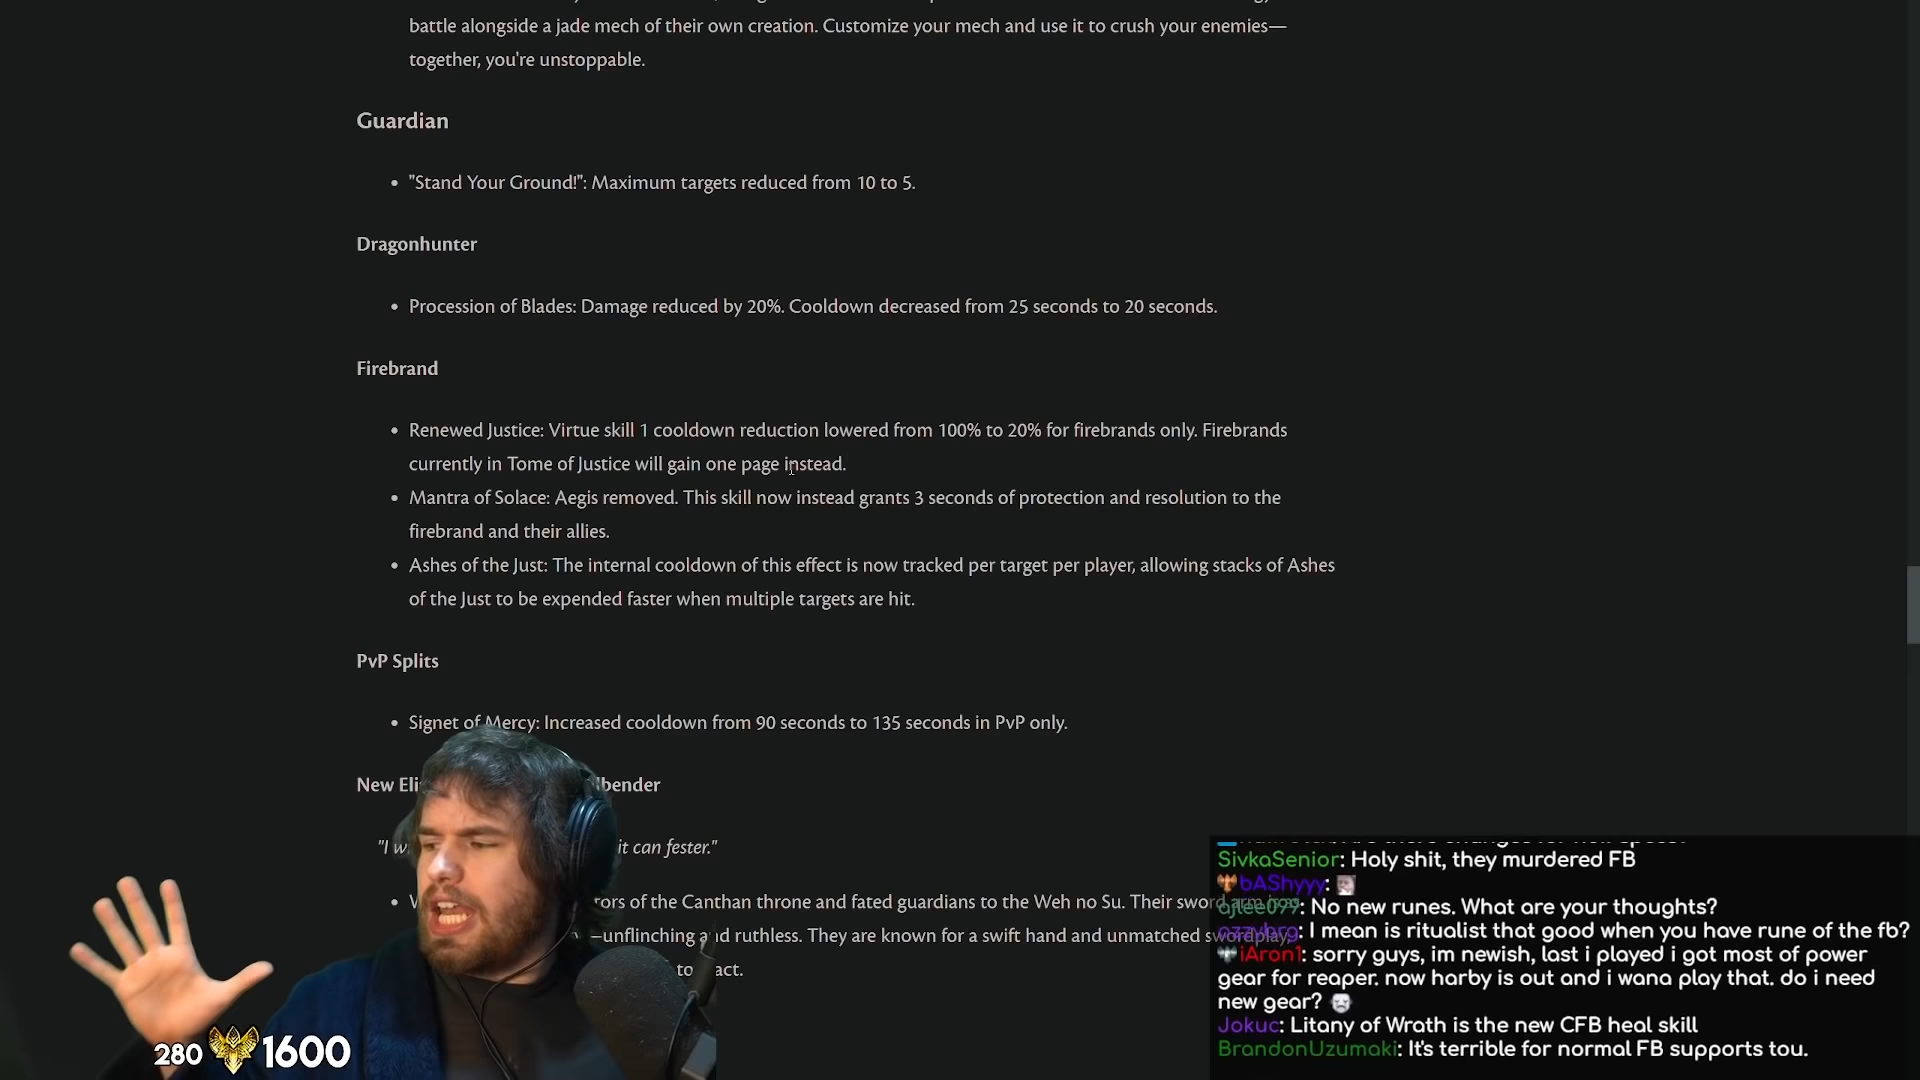 battle alongside a jade mech of their own creation. Customize your mech and use it to crush your enemies—
together, you're unstoppable.
Guardian
• "Stand Your Ground!": Maximum targets reduced from 10 to 5.
Dragonhunter
• Procession of Blades: Damage reduced by 20%. Cooldown decreased from 25 seconds to 20 seconds.
Firebrand
• Renewed Justice: Virtue skill 1 cooldown reduction lowered from 100% to 20% for firebrands only. Firebrands
currently in Tome of Justice will gain one page instead.
• Mantra of Solace: Aegis removed. This skill now instead grants 3 seconds of protection and resolution to the
firebrand and their allies.
• Ashes of the Just: The internal cooldown of this effect is now tracked per target per player, allowing stacks of Ashes
of the Just to be expended faster when multiple targets are hit.
PvP Splits
• Signet of Mercy: Increased cooldown from 90 seconds to 135 seconds in PvP only.
New
"I it can fester."
• of the Canthan throne and fated guardians to the Weh no Su. Their sword arm
—unflinching and ruthless. They are known for a swift hand and unmatched swordplay,
to act.
280 1600
SivkaSenior: Holy shit, they murdered FB
bAShyyy:
ajlee099: No new runes. What are your thoughts?
I mean is ritualist that good when you have rune of the fb?
iAron1: sorry guys, im newish, last i played i got most of power
gear for reaper. now harby is out and i wana play that. do i need
new gear?
Jokuc: Litany of Wrath is the new CFB heal skill
BrandonUzumaki: It's terrible for normal FB supports tou.